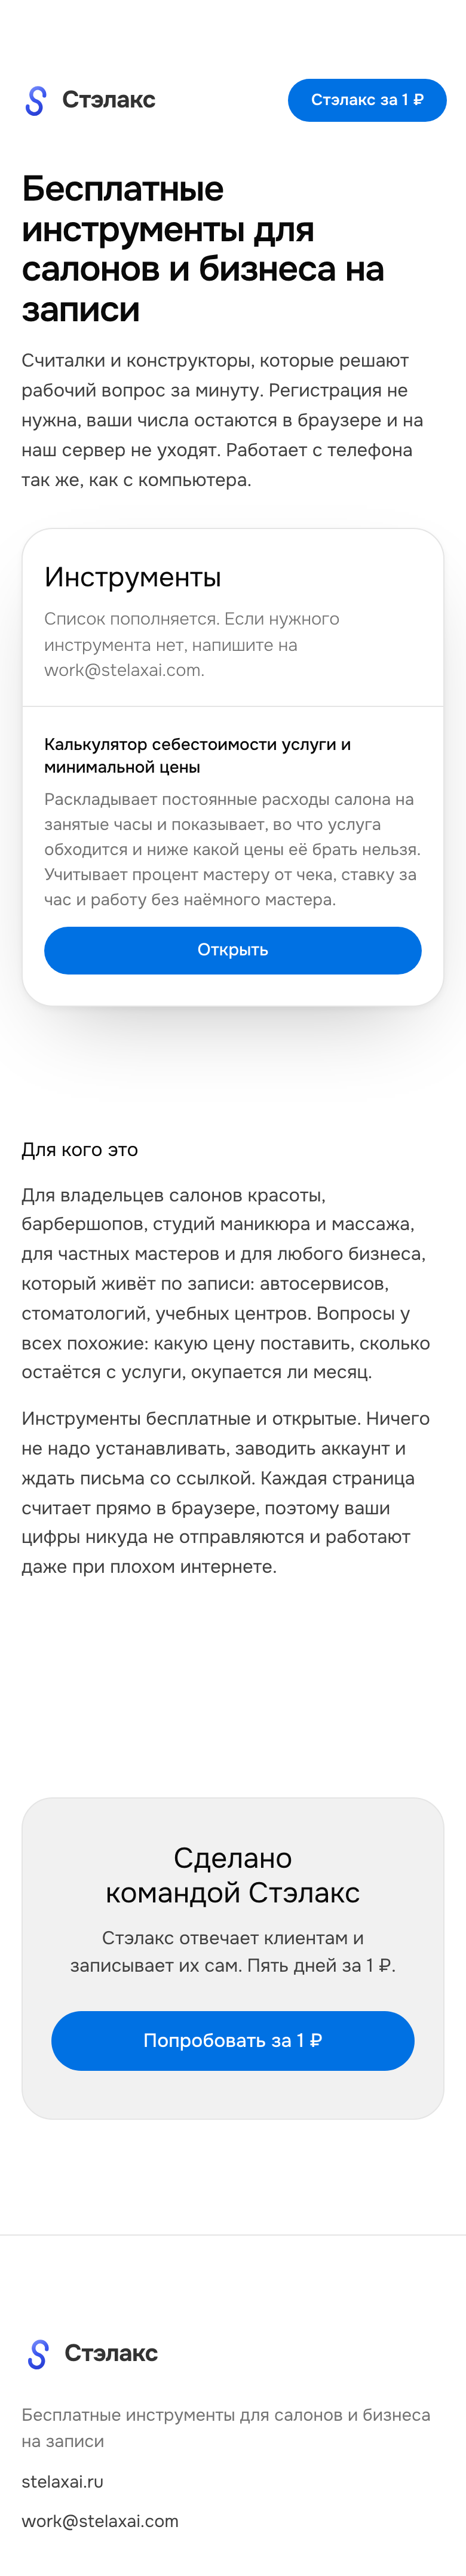 Стэлакс
Стэлакс за 1 ₽
Бесплатные
инструменты для
салонов и бизнеса на
записи
Считалки и конструкторы, которые решают
рабочий вопрос за минуту. Регистрация не
нужна, ваши числа остаются в браузере и на
наш сервер не уходят. Работает с телефона
так же, как с компьютера.
Инструменты
Список пополняется. Если нужного
инструмента нет, напишите на
work@stelaxai.com.
Калькулятор себестоимости услуги и
минимальной цены
Раскладывает постоянные расходы салона на
занятые часы и показывает, во что услуга
обходится и ниже какой цены её брать нельзя.
Учитывает процент мастеру от чека, ставку за
час и работу без наёмного мастера.
Открыть
Для кого это
Для владельцев салонов красоты,
барбершопов, студий маникюра и массажа,
для частных мастеров и для любого бизнеса,
который живёт по записи: автосервисов,
стоматологий, учебных центров. Вопросы у
всех похожие: какую цену поставить, сколько
остаётся с услуги, окупается ли месяц.
Инструменты бесплатные и открытые. Ничего
не надо устанавливать, заводить аккаунт и
ждать письма со ссылкой. Каждая страница
считает прямо в браузере, поэтому ваши
цифры никуда не отправляются и работают
даже при плохом интернете.
Сделано
командой Стэлакс
Стэлакс отвечает клиентам и
записывает их сам. Пять дней за 1 ₽.
Попробовать за 1 ₽
Стэлакс
Бесплатные инструменты для салонов и бизнеса
на записи
stelaxai.ru
work@stelaxai.com